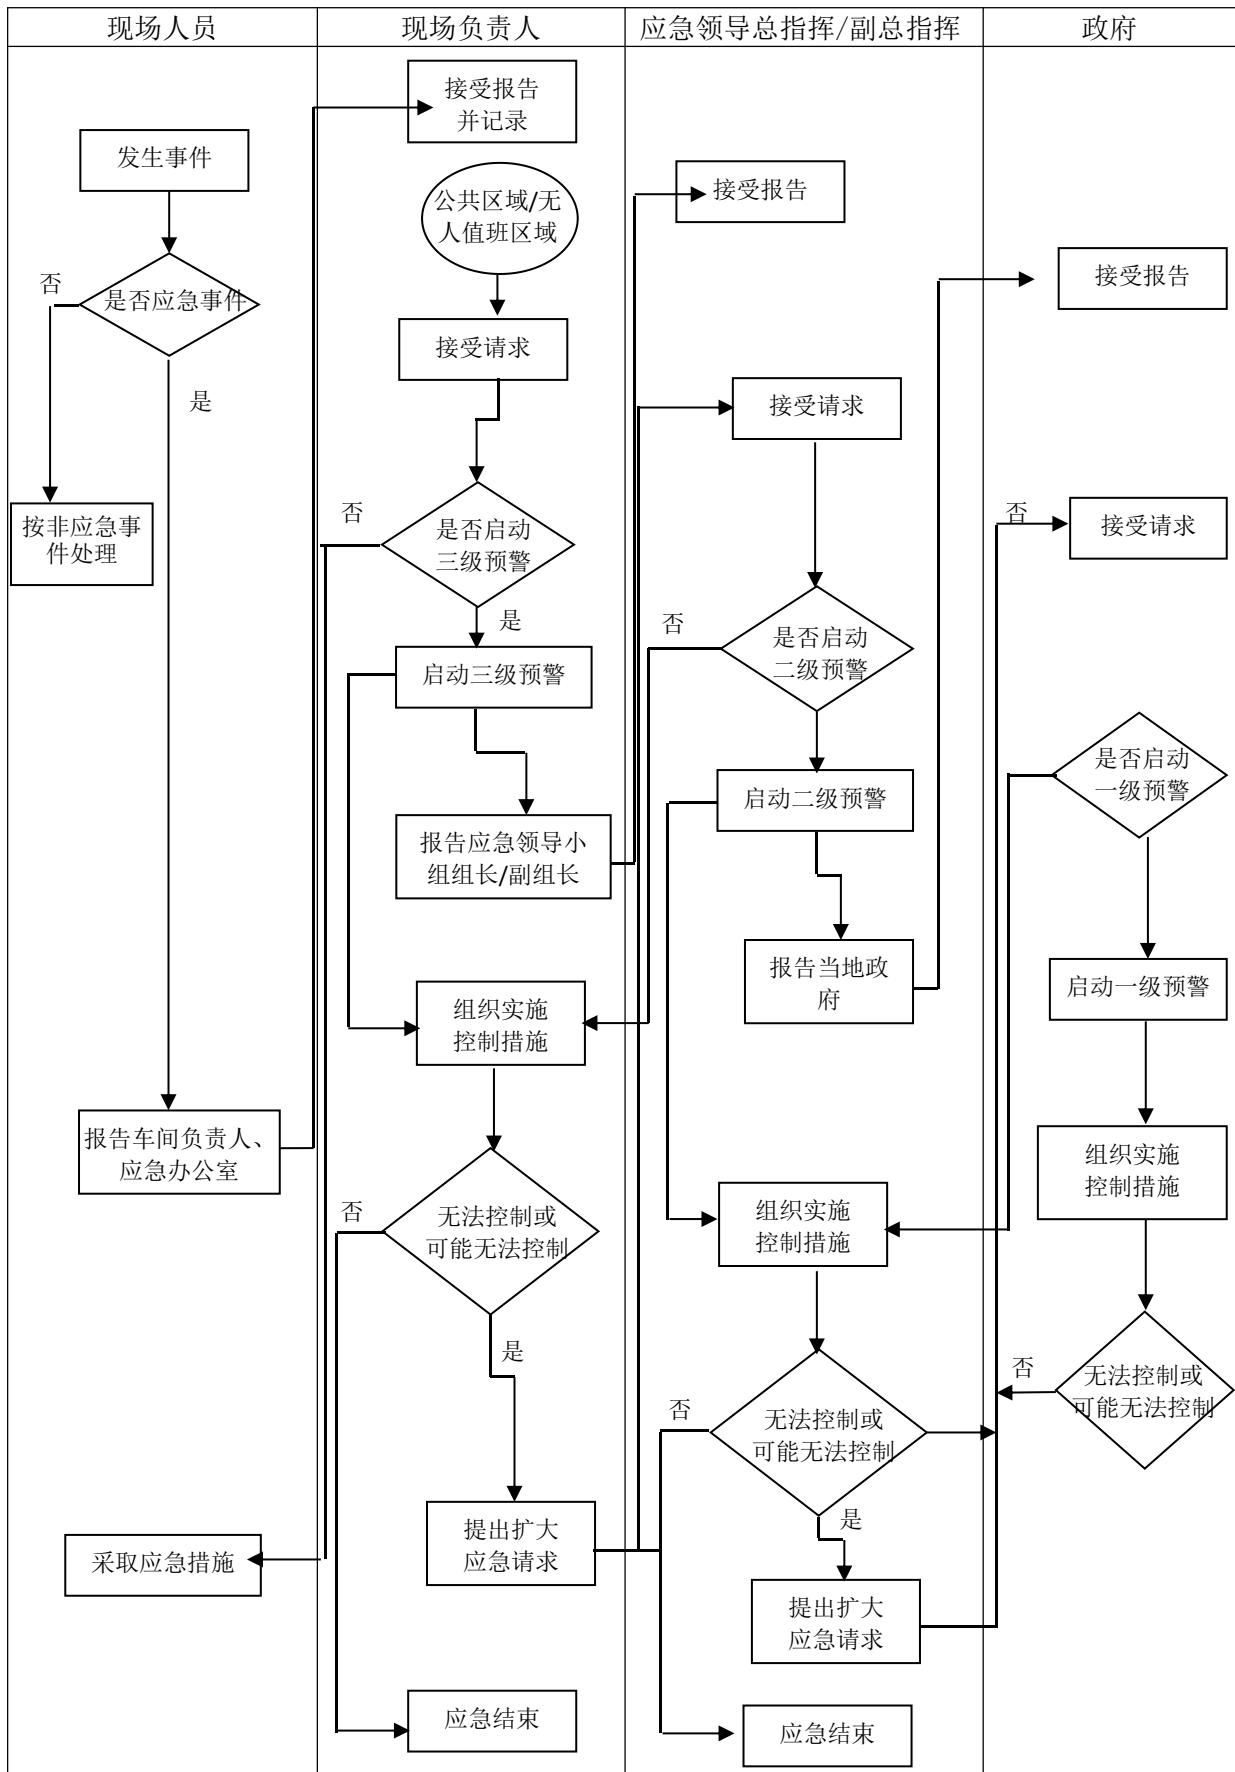 现场人员
现场负责人
应急领导总指挥/副总指挥
政府
发生事件
是否应急事件
否
是
按非应急事
件处理
报告车间负责人、
应急办公室
采取应急措施
接受报告
并记录
公共区域/无
人值班区域
接受请求
否
是否启动
三级预警
是
启动三级预警
报告应急领导小
组组长/副组长
组织实施
控制措施
否
无法控制或
可能无法控制
是
提出扩大
应急请求
应急结束
接受报告
接受请求
否
是否启动
二级预警
启动二级预警
报告当地政
府
组织实施
控制措施
否
无法控制或
可能无法控制
是
提出扩大
应急请求
应急结束
接受报告
否
接受请求
是否启动
一级预警
启动一级预警
组织实施
控制措施
否
无法控制或
可能无法控制